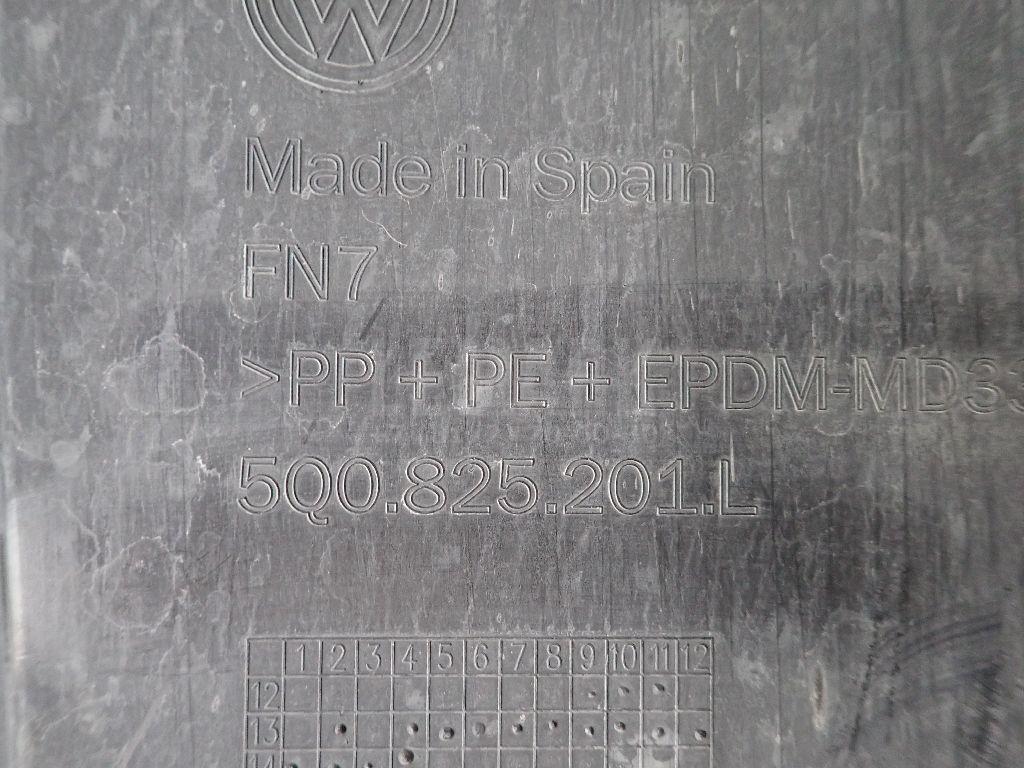 Made in Spain
FN7
>PP + PE + EPDM-MD33
5Q0.825.201.L
1 2 3 4 5 6 7 8 9 10 11 12
12
13
14